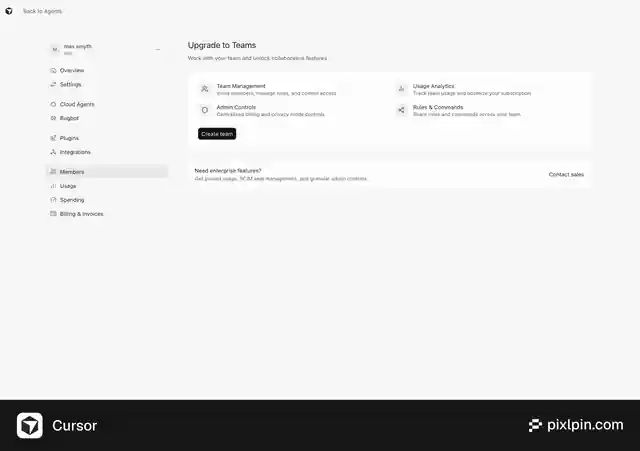 Back to Agents
max smyth
Overview
Settings
Cloud Agents
Bugbot
Plugins
Integrations
Members
Usage
Spending
Billing & Invoices
Upgrade to Teams
Work with your team and unlock collaborative features
Team Management
Invite members, manage roles, and control access
Usage Analytics
Track team usage and optimize your subscription
Admin Controls
Centralized billing and privacy mode controls
Rules & Commands
Share rules and commands across your team
Create team
Need enterprise features?
Get pooled usage, SCIM seat management, and granular admin controls.
Contact sales
Cursor
pixlpin.com